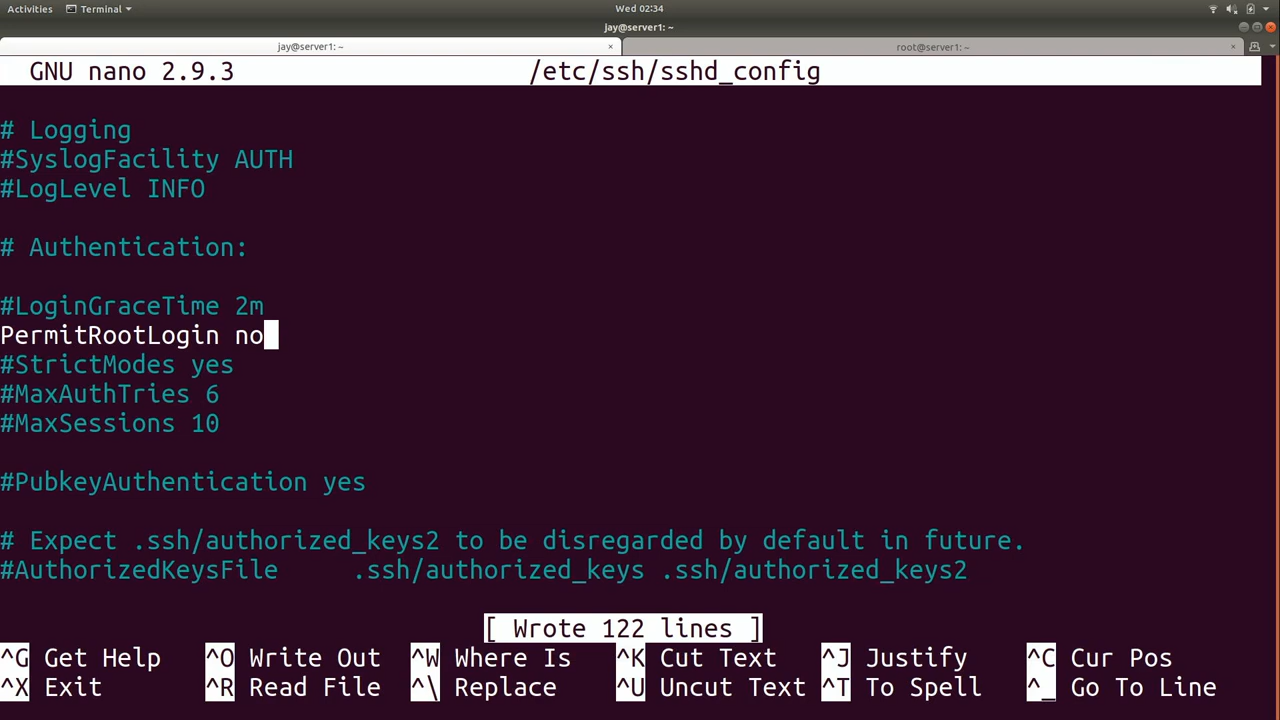 Activities Terminal Wed 02:34
jay@server1: ~
jay@server1: ~ × root@server1: ~ ×
GNU nano 2.9.3 /etc/ssh/sshd_config
# Logging
#SyslogFacility AUTH
#LogLevel INFO
# Authentication:
#LoginGraceTime 2m
PermitRootLogin no
#StrictModes yes
#MaxAuthTries 6
#MaxSessions 10
#PubkeyAuthentication yes
# Expect .ssh/authorized_keys2 to be disregarded by default in future.
#AuthorizedKeysFile .ssh/authorized_keys .ssh/authorized_keys2
[ Wrote 122 lines ]
^G Get Help ^O Write Out ^W Where Is ^K Cut Text ^J Justify ^C Cur Pos
^X Exit ^R Read File ^\ Replace ^U Uncut Text ^T To Spell ^_ Go To Line